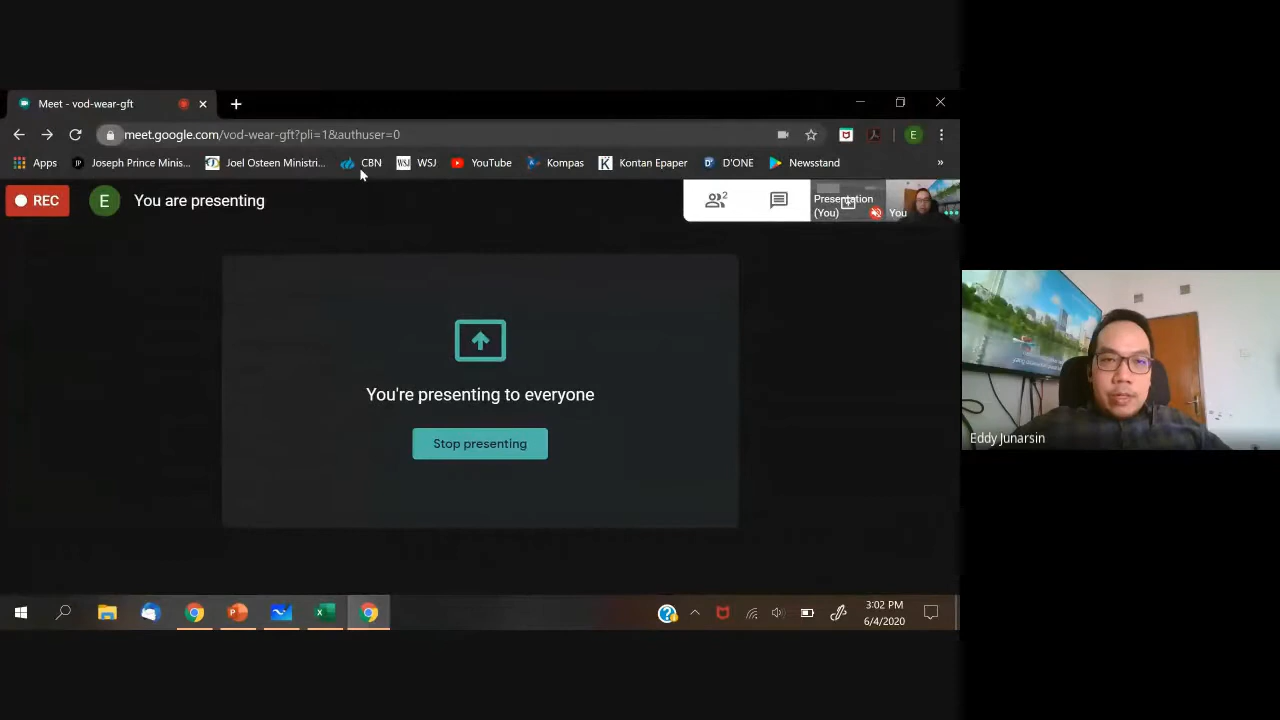 Meet - vod-wear-gft
meet.google.com/vod-wear-gft?pli=1&authuser=0
Apps
Joseph Prince Minis...
Joel Osteen Ministri...
CBN
WSJ
WSJ
YouTube
Kompas
K
Kontan Epaper
D'ONE
Newsstand
»
REC
E
You are presenting
2
Presentation
(You)
You
E
You're presenting to everyone
Stop presenting
Eddy Junarsin
3:02 PM
6/4/2020